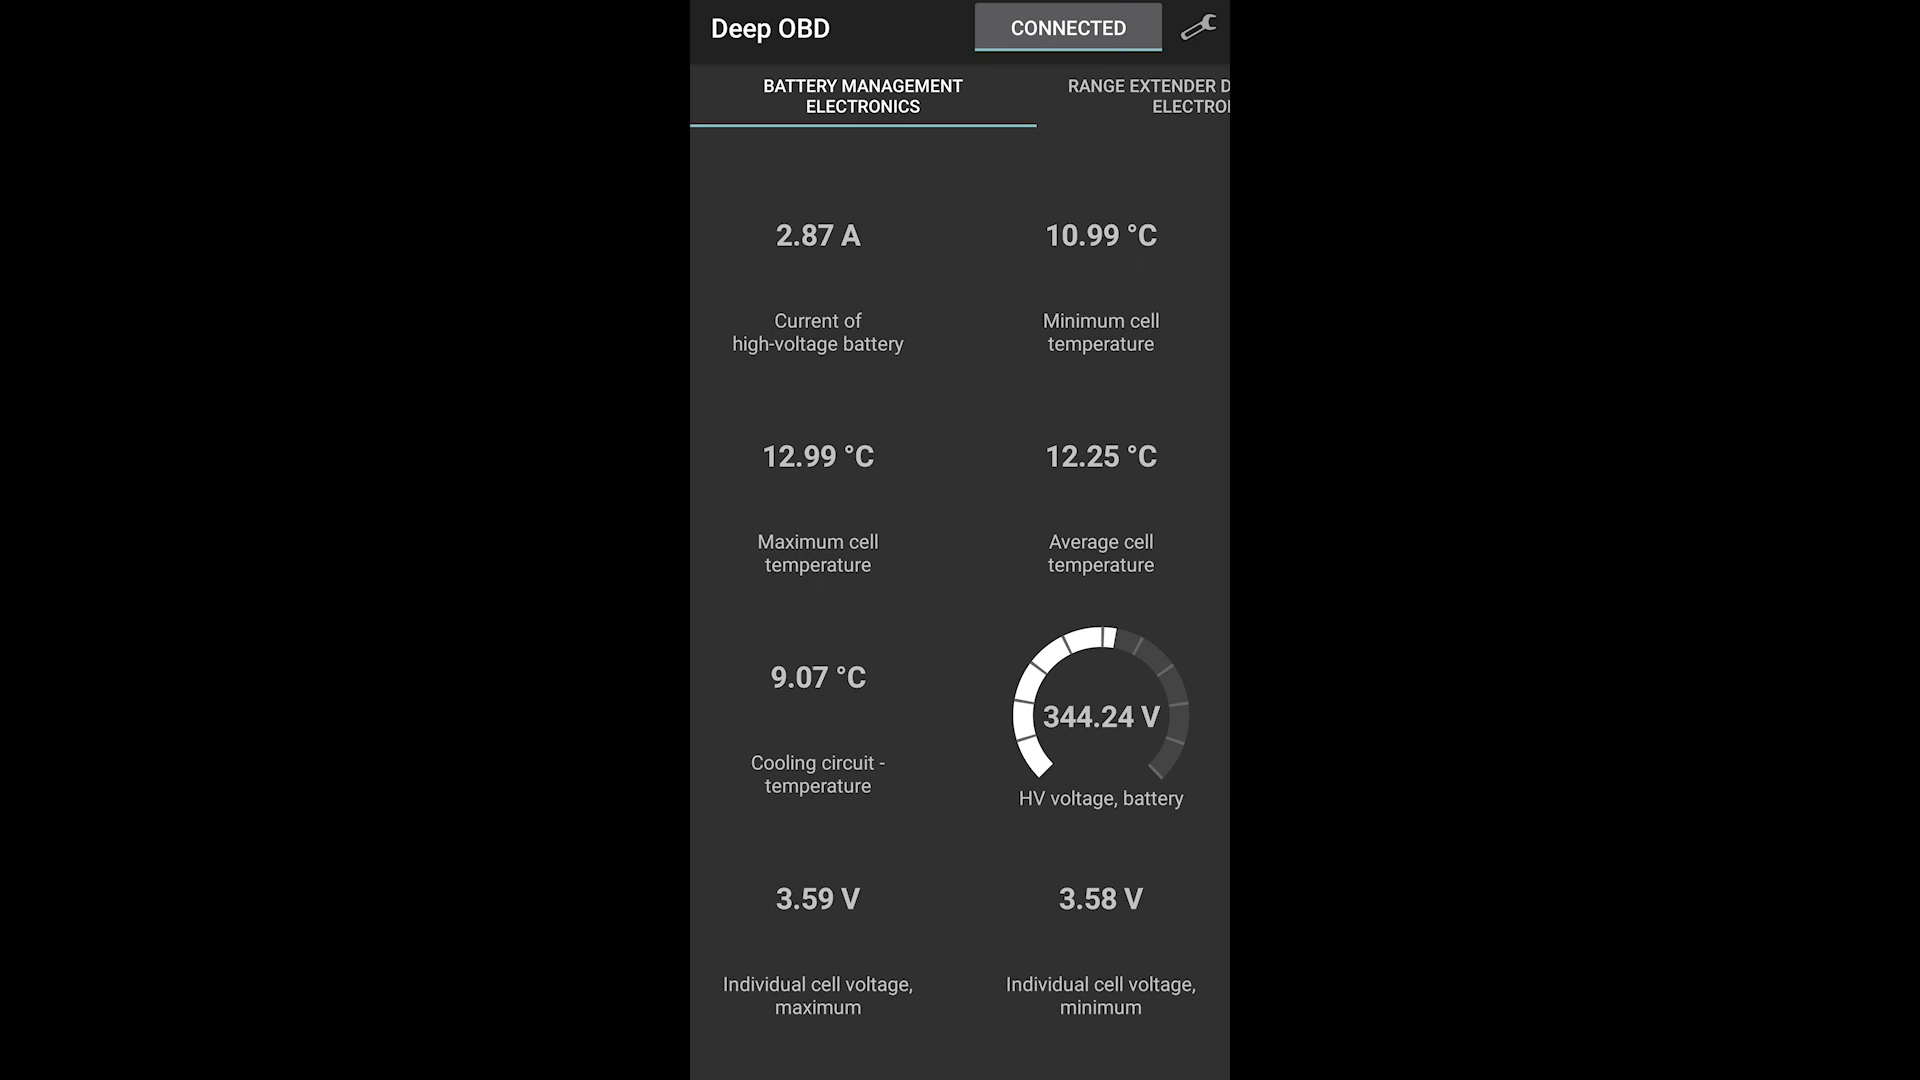 Deep OBD
CONNECTED
BATTERY MANAGEMENT
ELECTRONICS
RANGE EXTENDER D
ELECTRO
2.87 A
10.99 °C
Current of
high-voltage battery
Minimum cell
temperature
12.99 °C
12.25 °C
Maximum cell
temperature
Average cell
temperature
9.07 °C
344.24 V
Cooling circuit -
temperature
HV voltage, battery
3.59 V
3.58 V
Individual cell voltage,
maximum
Individual cell voltage,
minimum